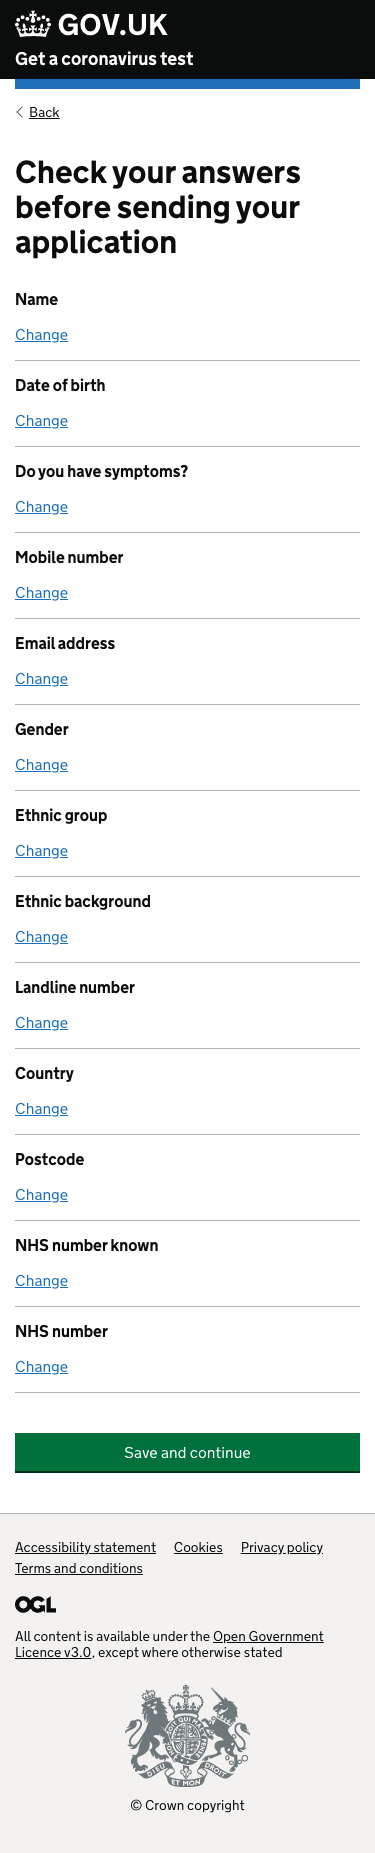 GOV.UK
Get a coronavirus test
Back
Check your answers
before sending your
application
Name
Change
Date of birth
Change
Do you have symptoms?
Change
Mobile number
Change
Email address
Change
Gender
Change
Ethnic group
Change
Ethnic background
Change
Landline number
Change
Country
Change
Postcode
Change
NHS number known
Change
NHS number
Change
Save and continue
Accessibility statement Cookies Privacy policy
Terms and conditions
OGL
All content is available under the Open Government
Licence v3.0, except where otherwise stated
DIEU ET MON DROIT
© Crown copyright